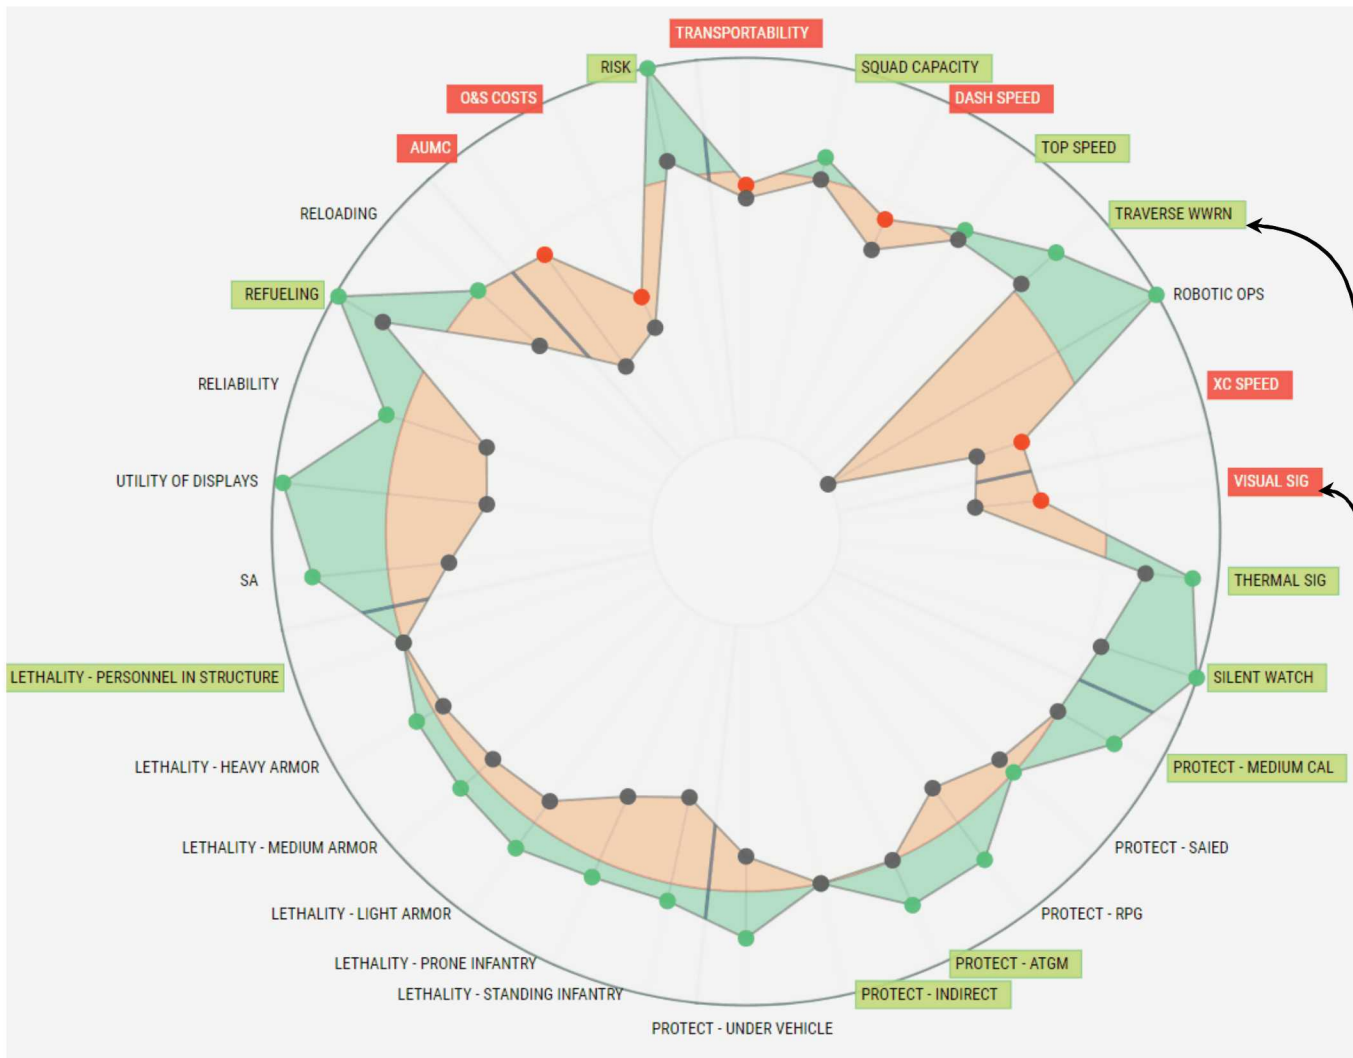 TRANSPORTABILITY
RISK
SQUAD CAPACITY
O&S COSTS
DASH SPEED
AUMC
TOP SPEED
RELOADING
TRAVERSE WWRN
REFUELING
ROBOTIC OPS
RELIABILITY
XC SPEED
UTILITY OF DISPLAYS
VISUAL SIG
SA
THERMAL SIG
LETHALITY - PERSONNEL IN STRUCTURE
SILENT WATCH
LETHALITY - HEAVY ARMOR
PROTECT - MEDIUM CAL
LETHALITY - MEDIUM ARMOR
PROTECT - SAIED
LETHALITY - LIGHT ARMOR
PROTECT - RPG
LETHALITY - PRONE INFANTRY
PROTECT - ATGM
LETHALITY - STANDING INFANTRY
PROTECT - INDIRECT
PROTECT - UNDER VEHICLE